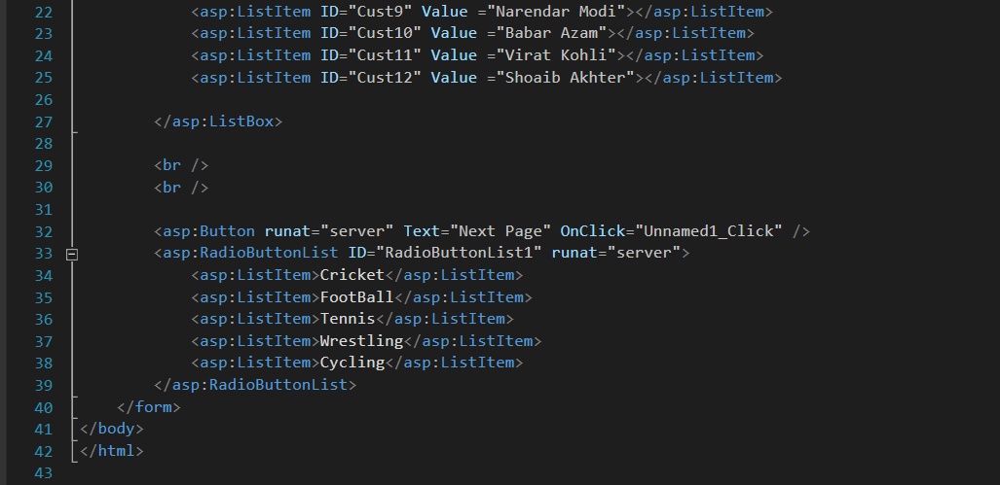 22 <asp:ListItem ID="Cust9" Value ="Narendar Modi"></asp:ListItem>
23 <asp:ListItem ID="Cust10" Value ="Babar Azam"></asp:ListItem>
24 <asp:ListItem ID="Cust11" Value ="Virat Kohli"></asp:ListItem>
25 <asp:ListItem ID="Cust12" Value ="Shoaib Akhter"></asp:ListItem>
26
27 </asp:ListBox>
28
29 <br />
30 <br />
31
32 <asp:Button runat="server" Text="Next Page" OnClick="Unnamed1_Click" />
33 <asp:RadioButtonList ID="RadioButtonList1" runat="server">
34 <asp:ListItem>Cricket</asp:ListItem>
35 <asp:ListItem>FootBall</asp:ListItem>
36 <asp:ListItem>Tennis</asp:ListItem>
37 <asp:ListItem>Wrestling</asp:ListItem>
38 <asp:ListItem>Cycling</asp:ListItem>
39 </asp:RadioButtonList>
40 </form>
41 </body>
42 </html>
43